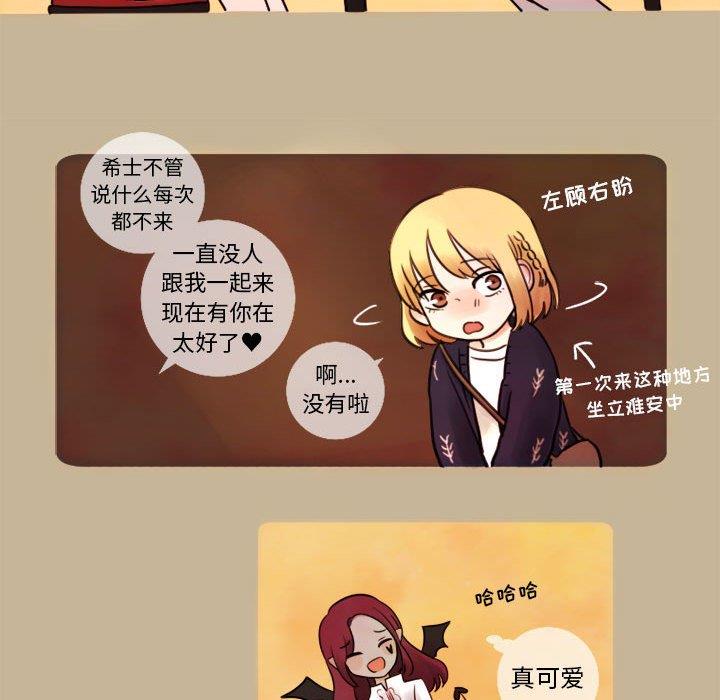 希士不管
说什么每次
都不来
一直没人
跟我一起来
现在有你在
太好了♥
啊...
没有啦
左顾右盼
第一次来这种地方
坐立难安中
哈哈哈
真可爱